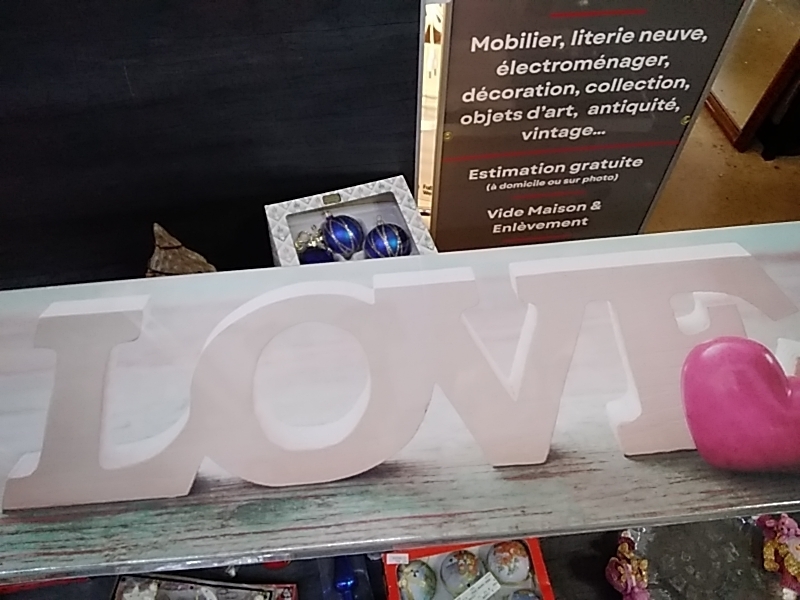 Mobilier, literie neuve,
électroménager,
décoration, collection,
objets d'art, antiquité,
vintage...
Estimation gratuite
(à domicile ou sur photo)
Vide Maison &
Enlèvement
LOVE